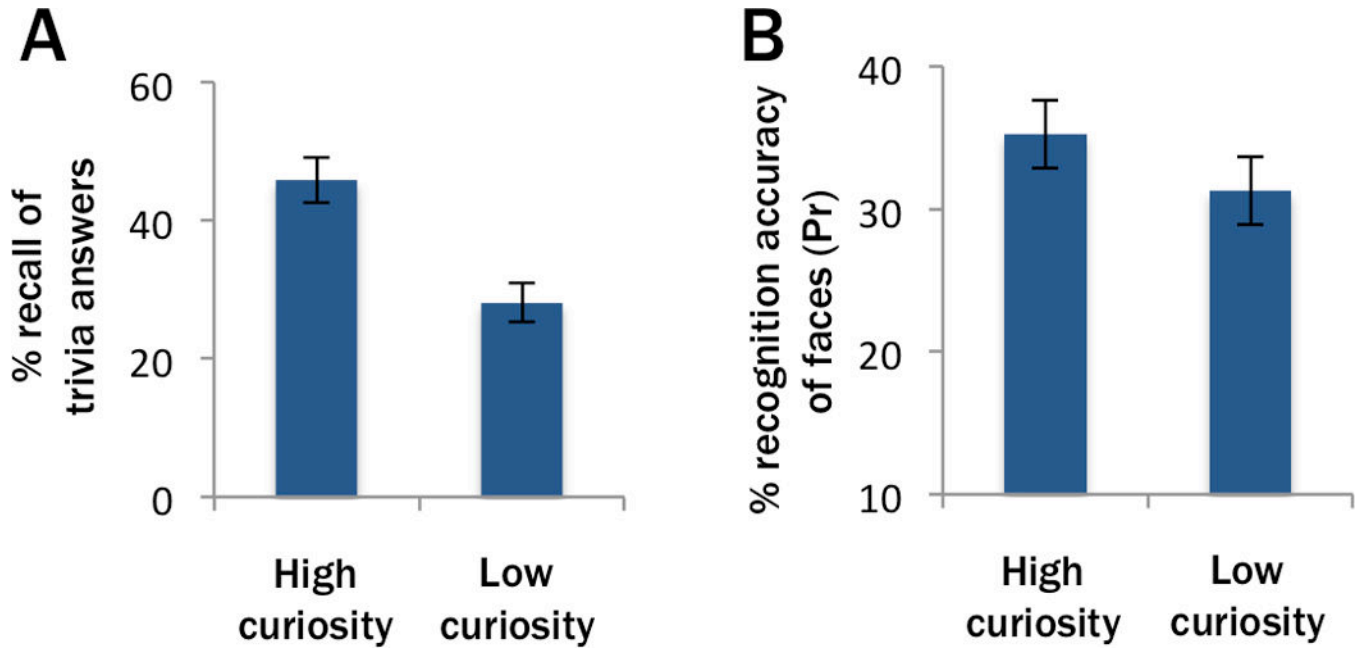 A
% recall of
trivia answers
60
40
20
0
High
curiosity
Low
curiosity
B
% recognition accuracy
of faces (Pr)
40
30
20
10
High
curiosity
Low
curiosity